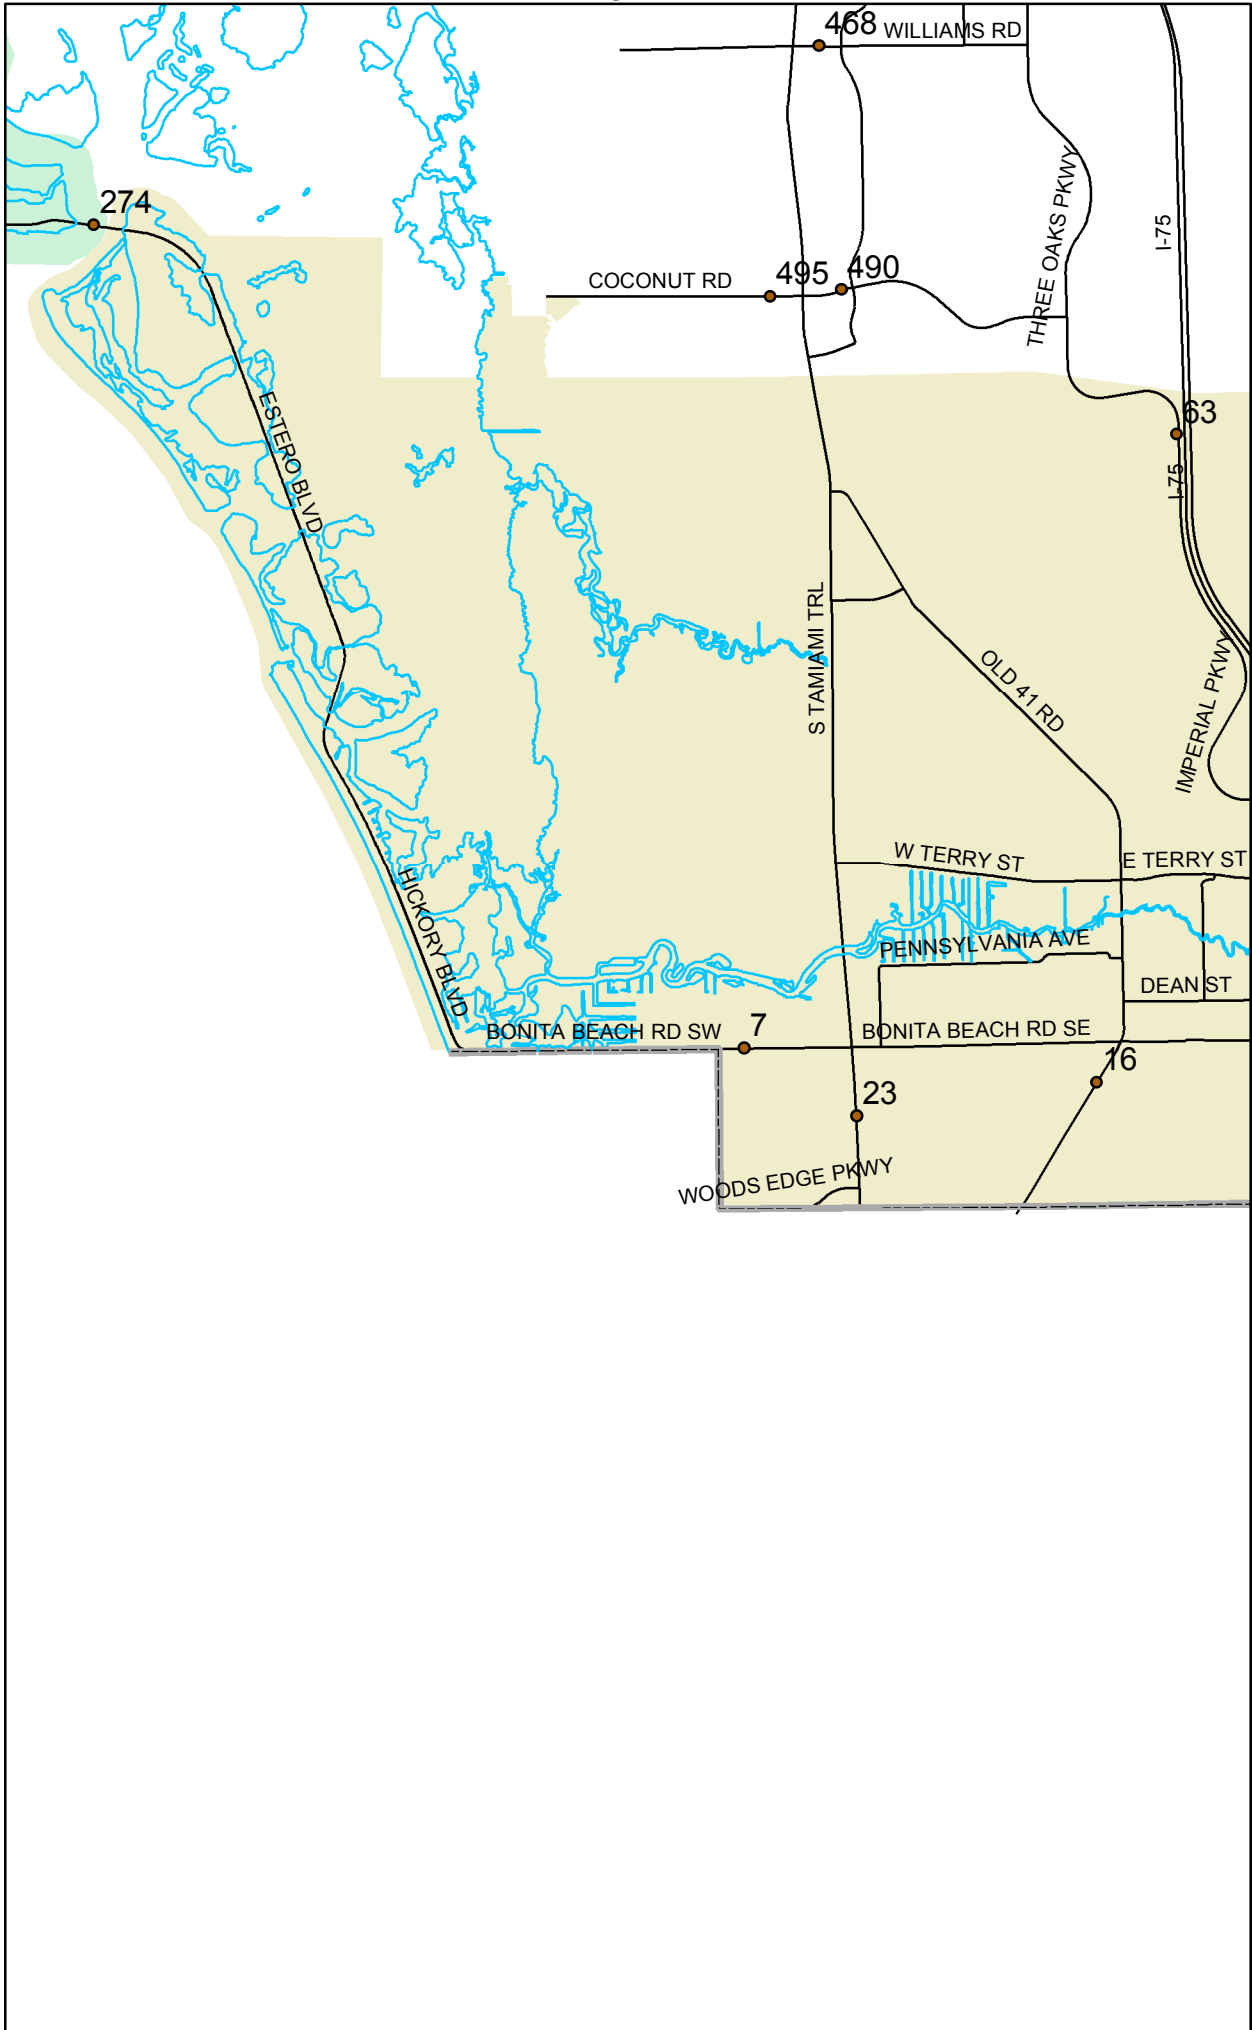 468
WILLIAMS RD
274
THREE OAKS PKWY
I-75
COCONUT RD
495
490
63
ESTERO BLVD
I-75
S TAMIAMI TRL
OLD 41 RD
IMPERIAL PKWY
W TERRY ST
E TERRY ST
HICKORY BLVD
PENNSYLVANIA AVE
DEAN ST
BONITA BEACH RD SW
7
BONITA BEACH RD SE
16
23
WOODS EDGE PKWY